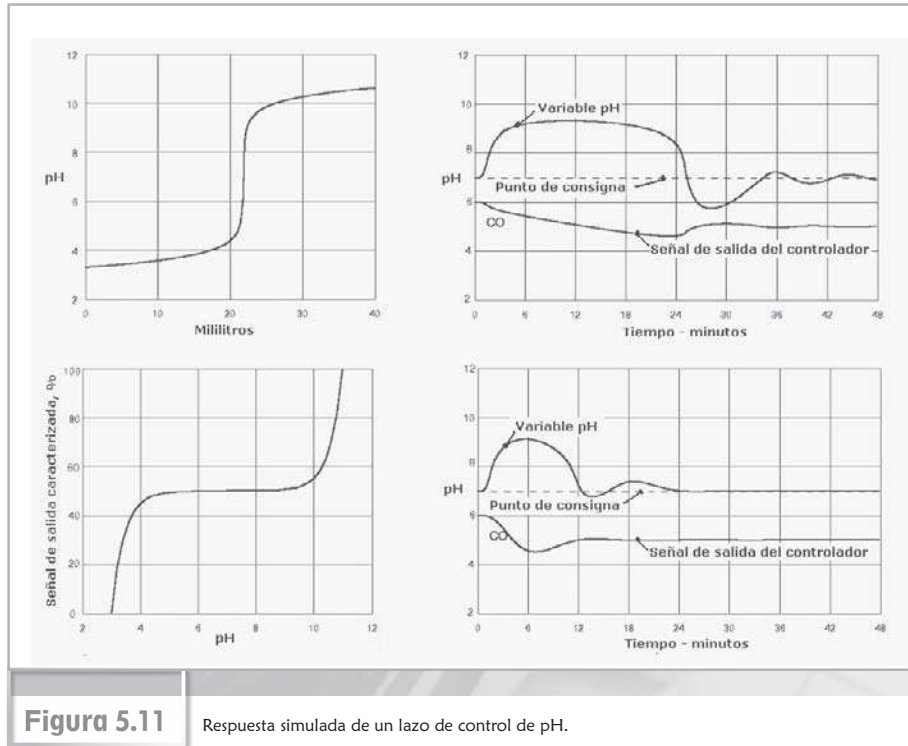 12
10
8
pH
6
4
2
0
10
20
30
40
Mililitros
12
10
8
pH
6
4
2
Variable pH
Punto de consigna
CO
Señal de salida del controlador
0
6
12
18
24
30
36
42
48
Tiempo - minutos
Señal de salida caracterizada, %
100
80
60
40
20
0
2
4
6
8
10
12
pH
12
10
8
pH
6
4
2
Variable pH
Punto de consigna
CO
Señal de salida del controlador
0
6
12
18
24
30
36
42
48
Tiempo - minutos
Figura 5.11
Respuesta simulada de un lazo de control de pH.